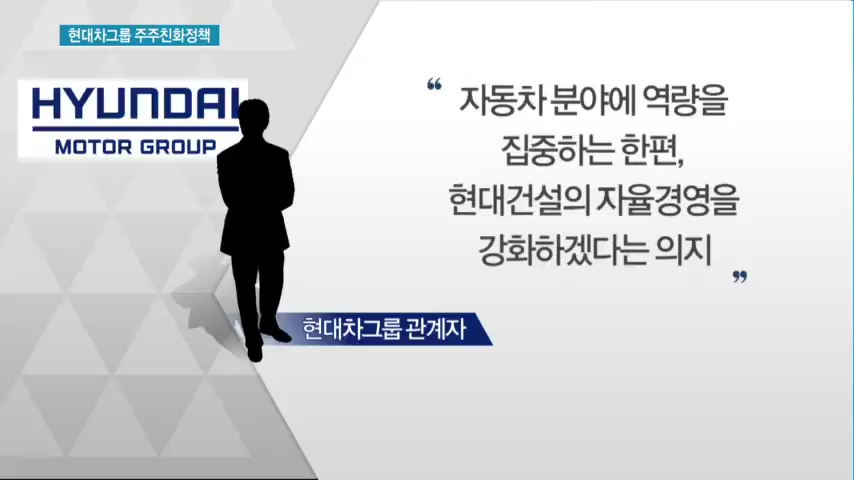 현대차그룹 주주친화정책
HYUNDAI
MOTOR GROUP
“ 자동차 분야에 역량을
집중하는 한편,
현대건설의 자율경영을
강화하겠다는 의지 ”
현대차그룹 관계자